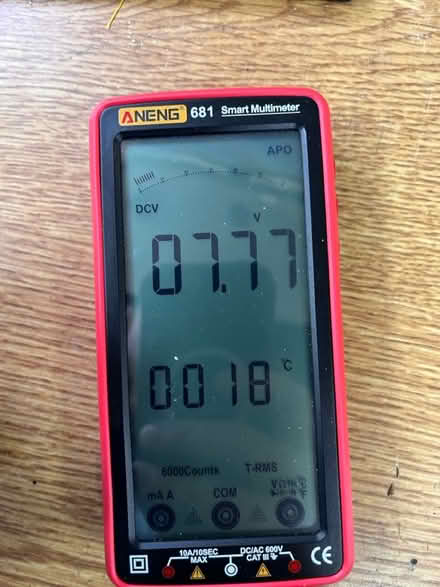 ANENG 681 Smart Multimeter
APO
DCV
V
07.77
0018 °C
6000Counts T-RMS
mA A COM
10A/10SEC MAX
DC/AC 600V CAT III
CE